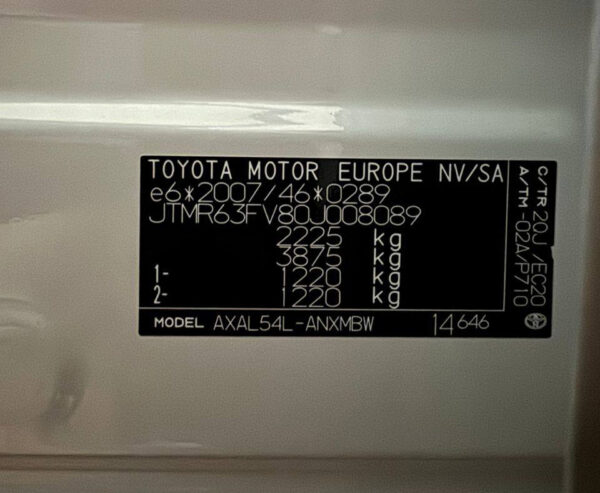 TOYOTA MOTOR EUROPE NV/SA
e6*2007/46*0289
JTMR63FV80J008089
2225 kg
3875 kg
1- 1220 kg
2- 1220 kg
MODEL AXAL54L-ANXMBW 14646
C/TR 20J /EC20
A/TM -02A/P710